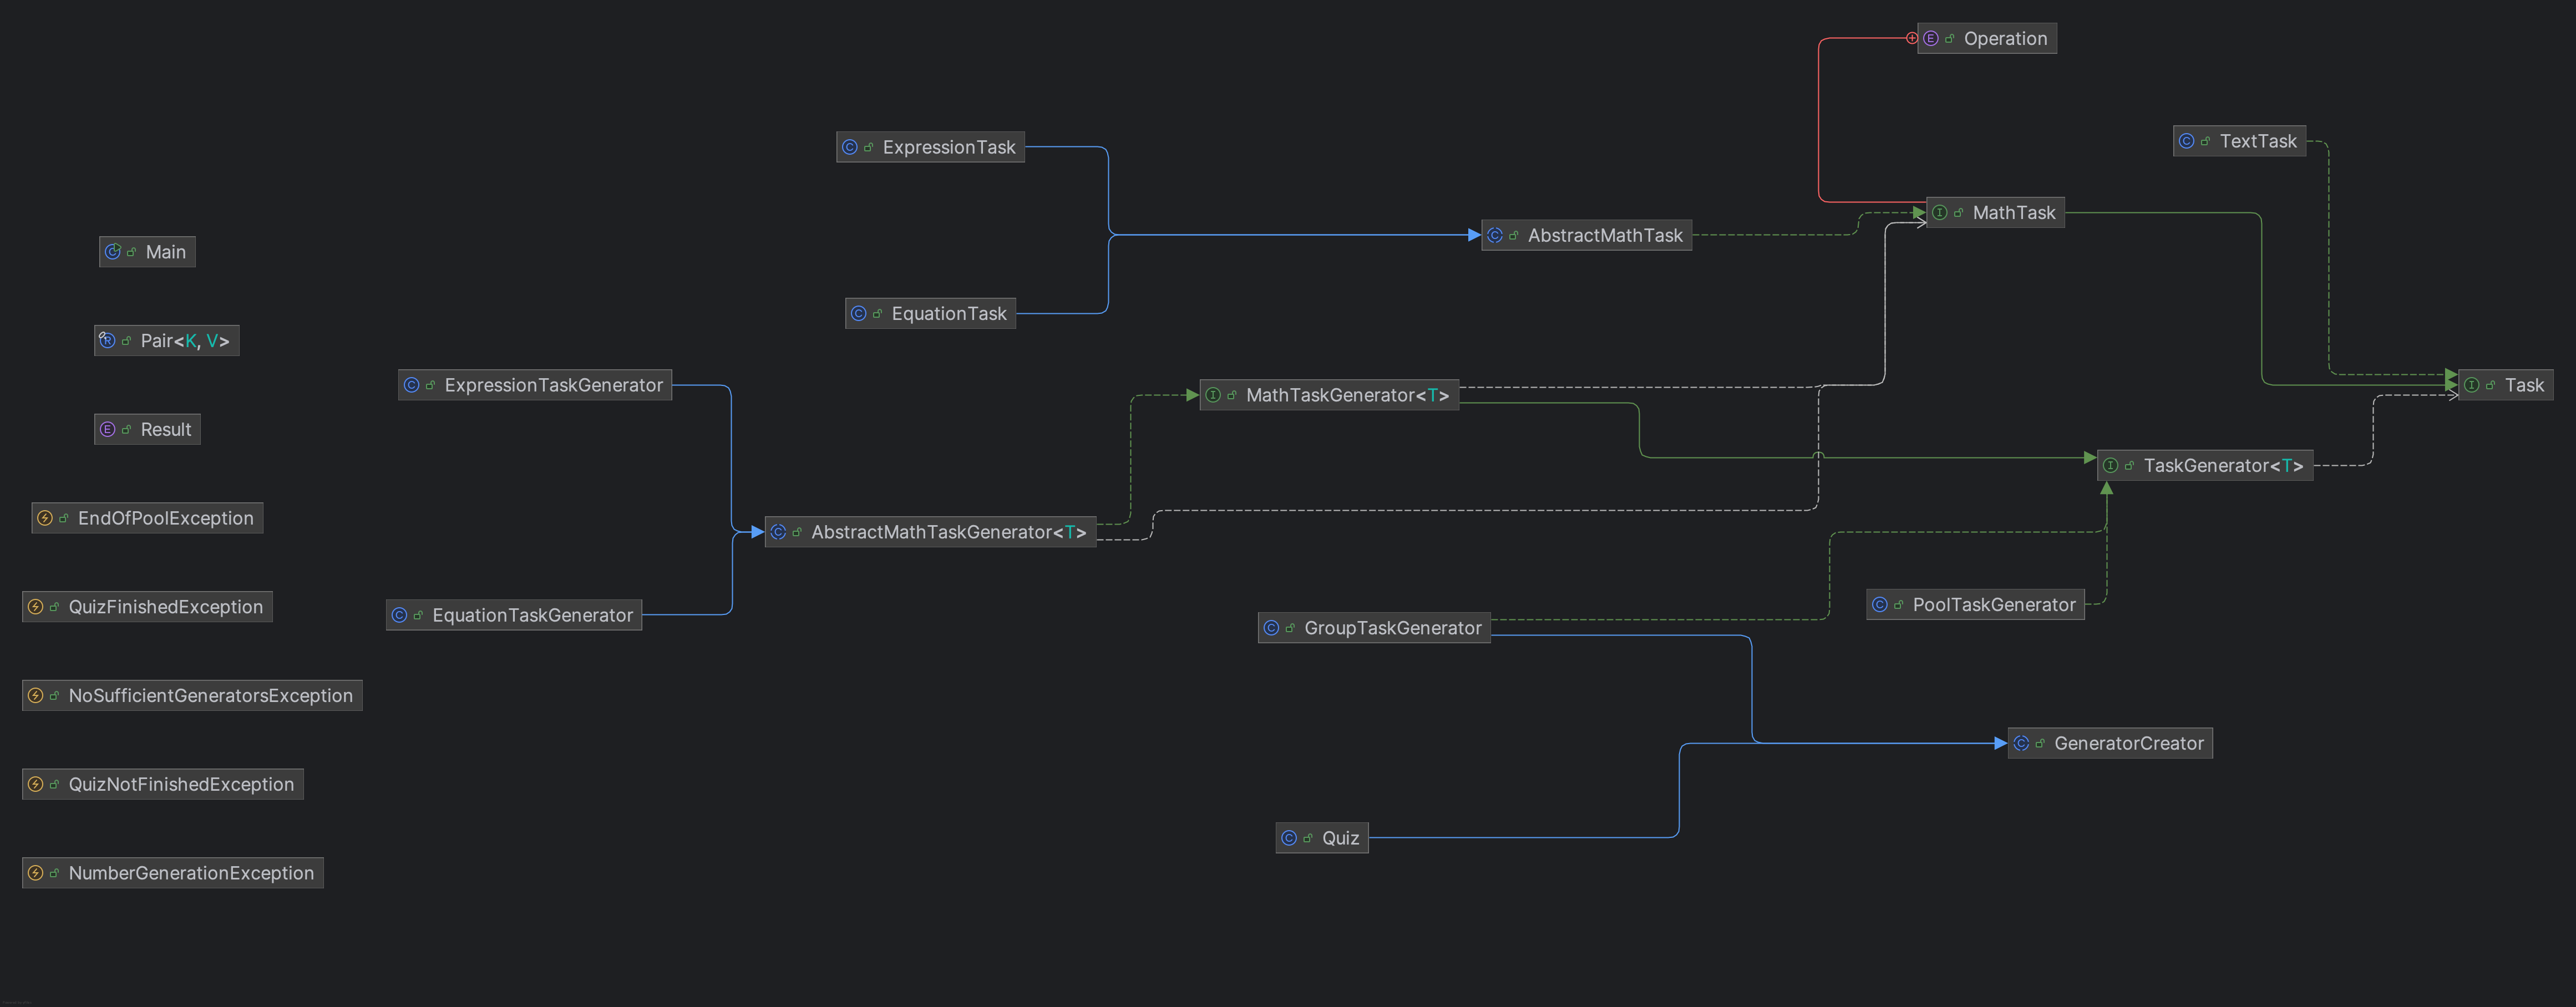 Operation
TextTask
ExpressionTask
MathTask
AbstractMathTask
Main
EquationTask
Pair<K, V>
ExpressionTaskGenerator
MathTaskGenerator<T>
Task
Result
TaskGenerator<T>
EndOfPoolException
AbstractMathTaskGenerator<T>
QuizFinishedException
EquationTaskGenerator
PoolTaskGenerator
GroupTaskGenerator
NoSufficientGeneratorsException
GeneratorCreator
QuizNotFinishedException
Quiz
NumberGenerationException